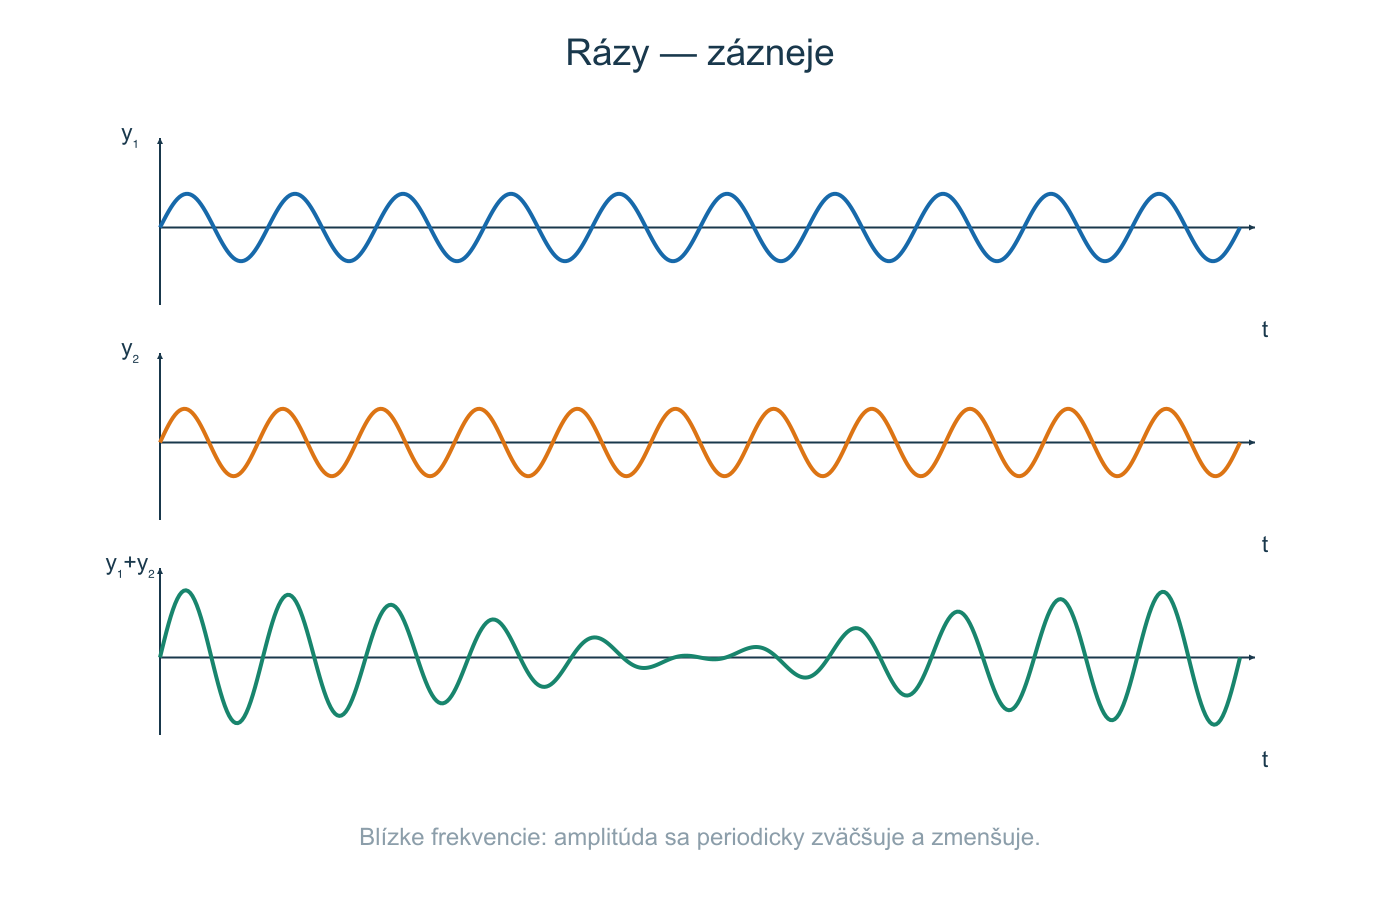 Rázy — zázneje
y₁
t
y₂
t
y₁+y₂
t
Blízke frekvencie: amplitúda sa periodicky zväčšuje a zmenšuje.